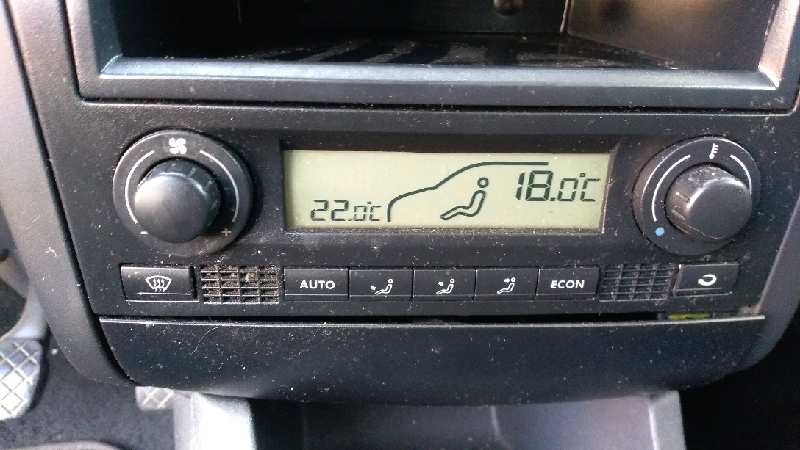 22.0°C 18.0°C
- +
AUTO ECON